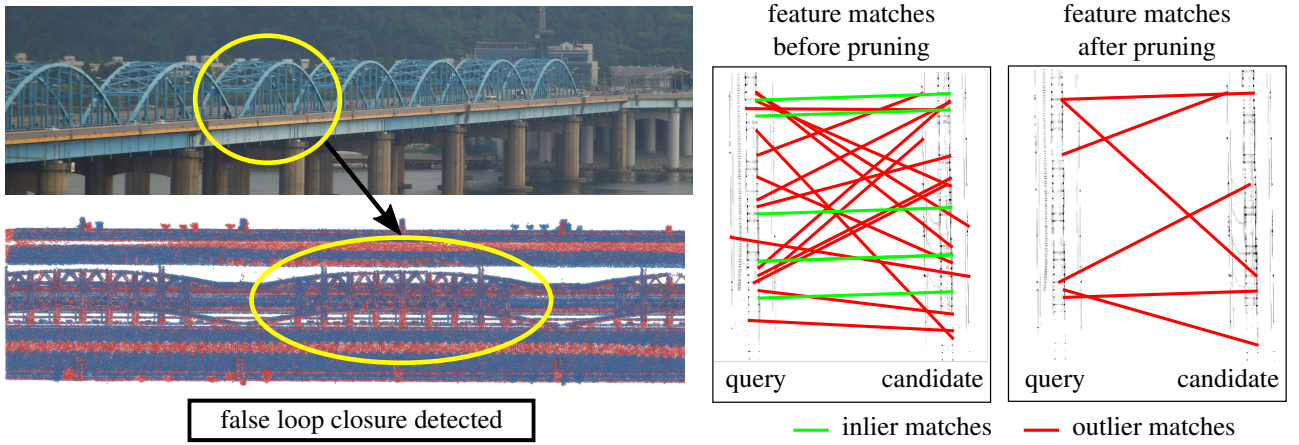 feature matches
before pruning
feature matches
after pruning
query
candidate
query
candidate
false loop closure detected
inlier matches
outlier matches